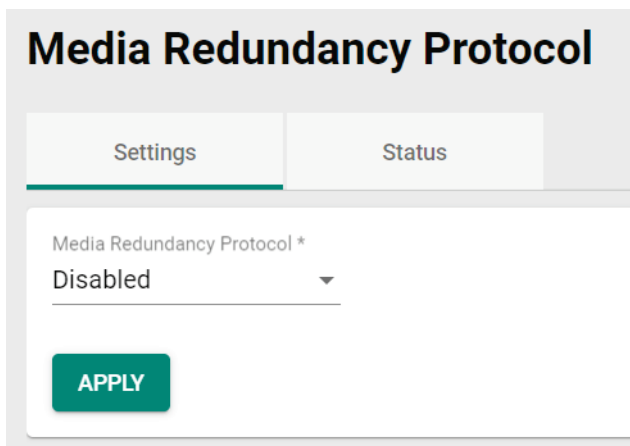 Media Redundancy Protocol
Settings Status
Media Redundancy Protocol *
Disabled
APPLY